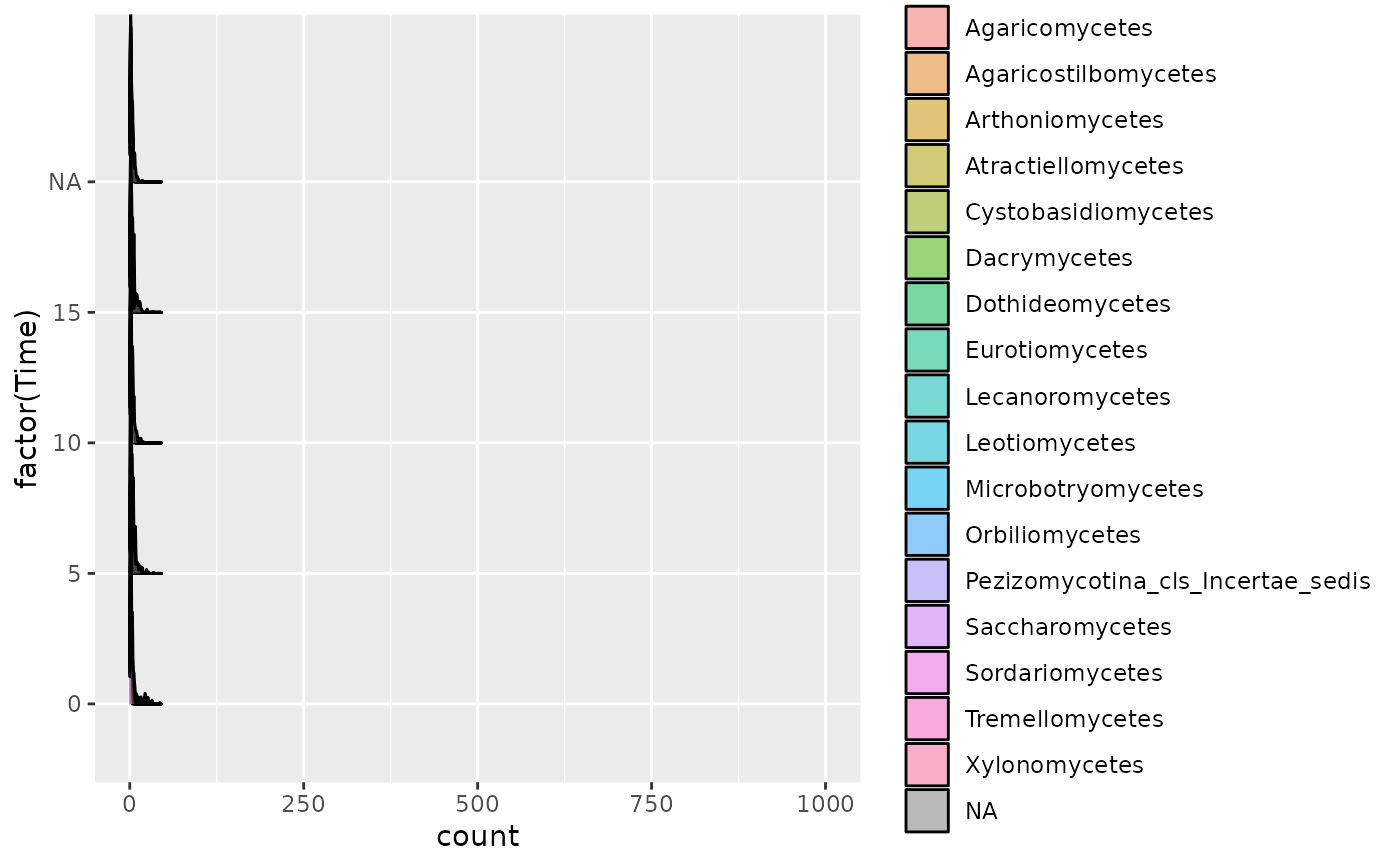 factor(Time)
NA
15
10
5
0
0 250 500 750 1000
count
Agaricomycetes
Agaricostilbomycetes
Arthoniomycetes
Atractiellomycetes
Cystobasidiomycetes
Dacrymycetes
Dothideomycetes
Eurotiomycetes
Lecanoromycetes
Leotiomycetes
Microbotryomycetes
Orbiliomycetes
Pezizomycotina_cls_Incertae_sedis
Saccharomycetes
Sordariomycetes
Tremellomycetes
Xylonomycetes
NA